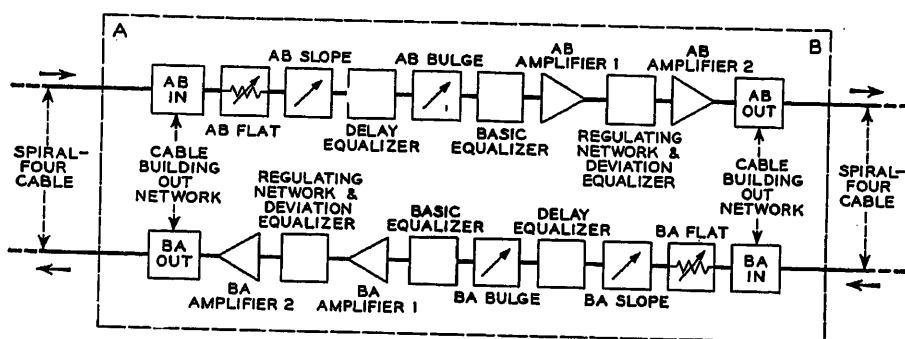 A
B
AB SLOPE
AB BULGE
AB
AMPLIFIER 1
AB
AMPLIFIER 2
AB
IN
AB
OUT
AB FLAT
DELAY
EQUALIZER
BASIC
EQUALIZER
REGULATING
NETWORK &
DEVIATION
EQUALIZER
SPIRAL-
FOUR
CABLE
CABLE
BUILDING
OUT
NETWORK
REGULATING
NETWORK &
DEVIATION
EQUALIZER
BASIC
EQUALIZER
DELAY
EQUALIZER
BA FLAT
CABLE
BUILDING
OUT
NETWORK
SPIRAL-
FOUR
CABLE
BA
OUT
BA
IN
BA
AMPLIFIER 2
BA
AMPLIFIER 1
BA BULGE
BA SLOPE